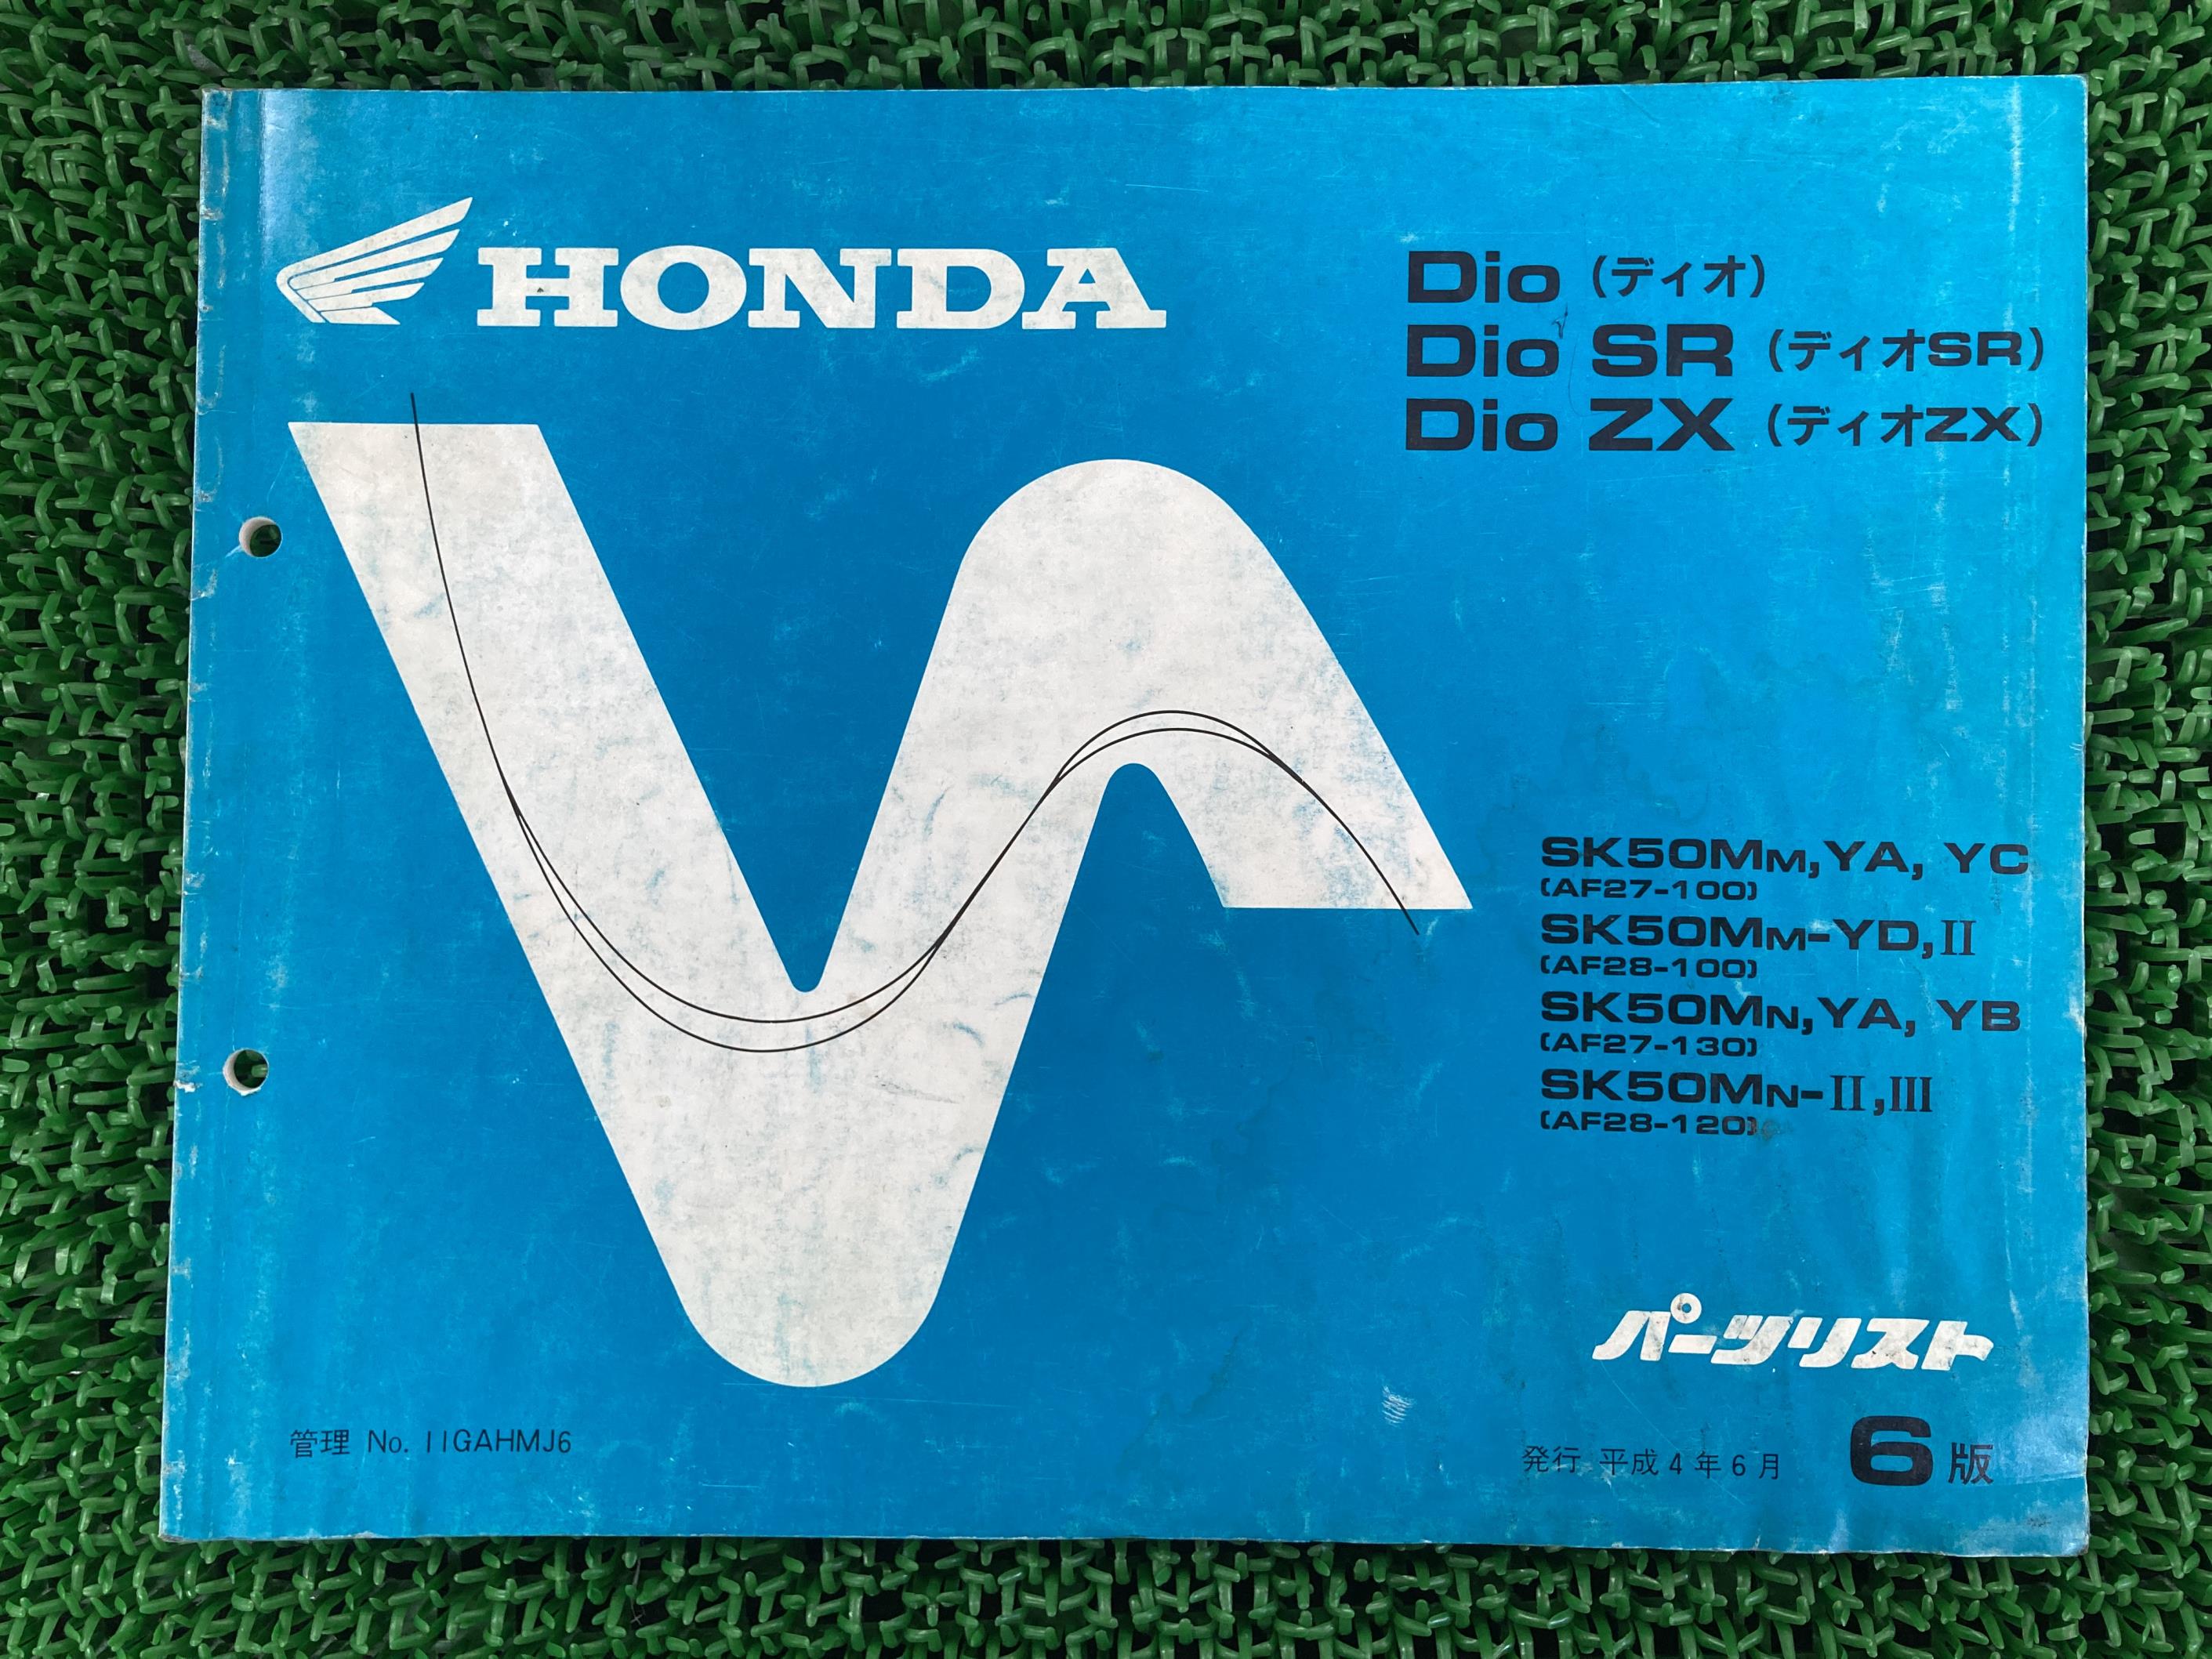 HONDA
Dio (ディオ)
Dio SR (ディオSR)
Dio ZX (ディオZX)
SK50MM, YA, YC
(AF27-100)
SK50MM-YD, II
(AF28-100)
SK50MN, YA, YB
(AF27-130)
SK50MN-II, III
(AF28-120)
パーツリスト
管理 No. 11GAHMJ6
発行 平成4年6月 6版